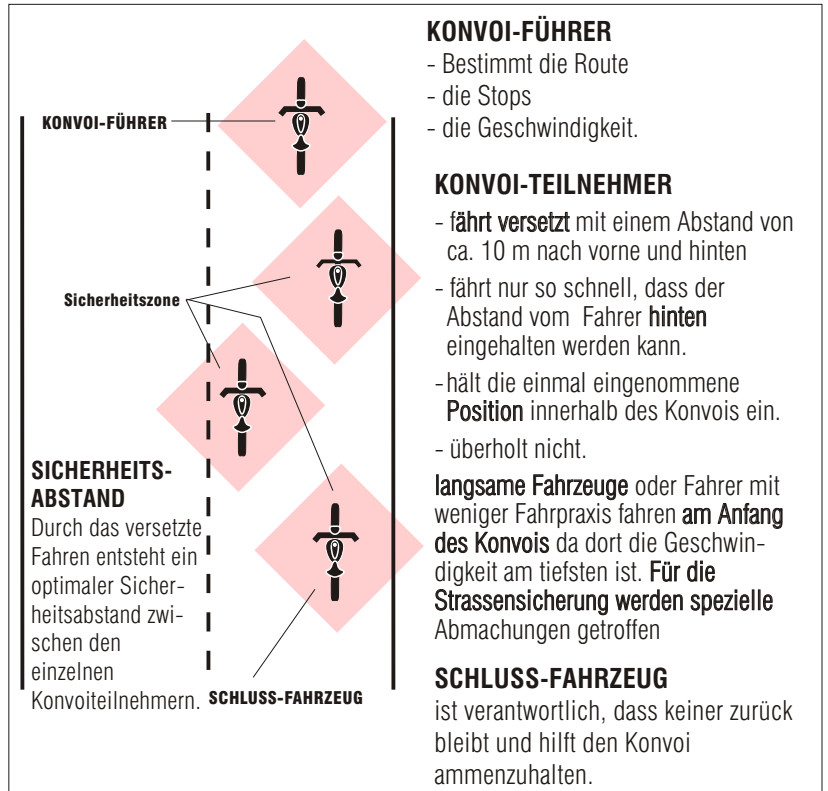 KONVOI-FÜHRER
- Bestimmt die Route
- die Stops
- die Geschwindigkeit.
KONVOI-FÜHRER
KONVOI-TEILNEHMER
- fährt versetzt mit einem Abstand von
ca. 10 m nach vorne und hinten
- fährt nur so schnell, dass der
Abstand vom Fahrer hinten
eingehalten werden kann.
- hält die einmal eingenommene
Position innerhalb des Konvois ein.
- überholt nicht.
langsame Fahrzeuge oder Fahrer mit
weniger Fahrpraxis fahren am Anfang
des Konvois da dort die Geschwin-
digkeit am tiefsten ist. Für die
Strassensicherung werden spezielle
Abmachungen getroffen
Sicherheitszone
SICHERHEITS-
ABSTAND
Durch das versetzte
Fahren entsteht ein
optimaler Sicher-
heitsabstand zwi-
schen den
einzelnen
Konvoiteilnehmern.
SCHLUSS-FAHRZEUG
SCHLUSS-FAHRZEUG
ist verantwortlich, dass keiner zurück
bleibt und hilft den Konvoi
ammenzuhalten.